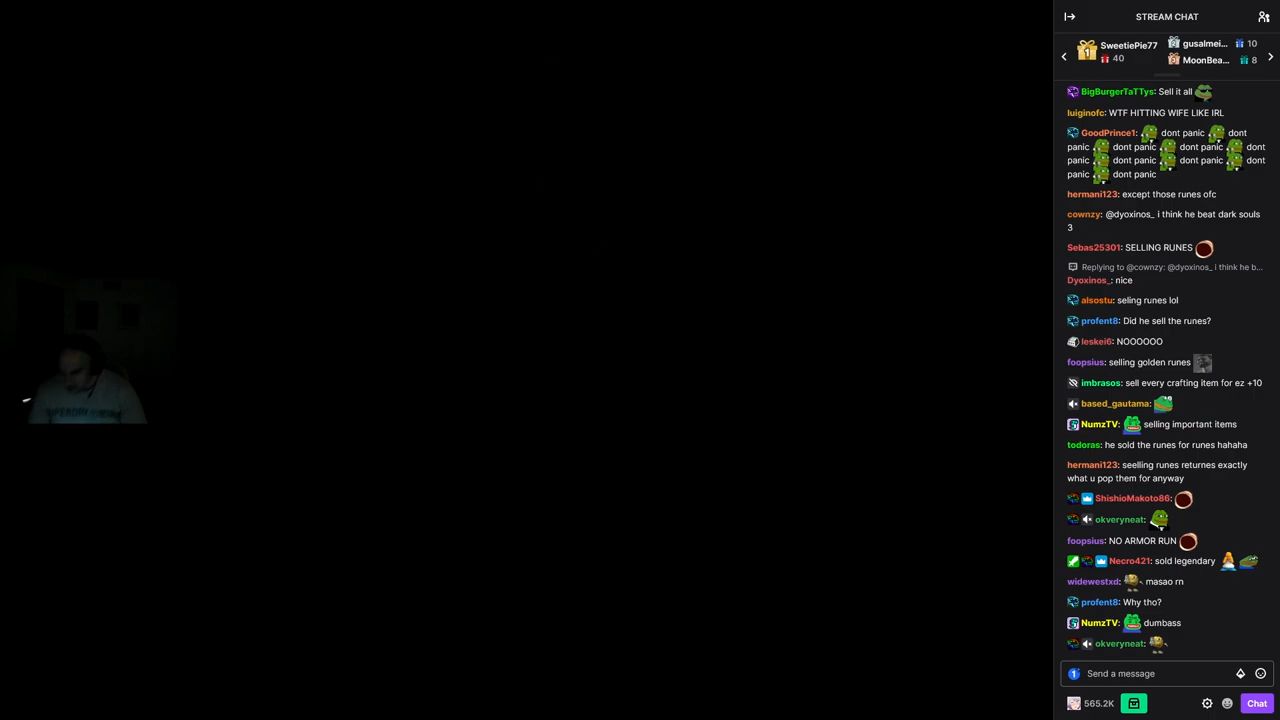 STREAM CHAT
SweetiePie77
40
gusalmei... 10
MoonBea... 8
BigBurgerTaTTys: Sell it all
luiginofc: WTF HITTING WIFE LIKE IRL
GoodPrince1: dont panic dont
panic dont panic dont panic dont
panic dont panic dont panic dont
panic dont panic
hermani123: except those runes ofc
cownzy: @dyoxinos_ i think he beat dark souls
3
Sebas25301: SELLING RUNES
Replying to @cownzy: @dyoxinos_ i think he b...
Dyoxinos_: nice
alsostu: seling runes lol
profent8: Did he sell the runes?
leskei6: NOOOOOO
foopsius: selling golden runes
imbrasos: sell every crafting item for ez +10
based_gautama:
NumzTV: selling important items
todoras: he sold the runes for runes hahaha
hermani123: seelling runes returnes exactly
what u pop them for anyway
ShishioMakoto86:
okveryneat:
foopsius: NO ARMOR RUN
Necro421: sold legendary
widewestxd: masao rn
profent8: Why tho?
NumzTV: dumbass
okveryneat:
Send a message
565.2K
Chat